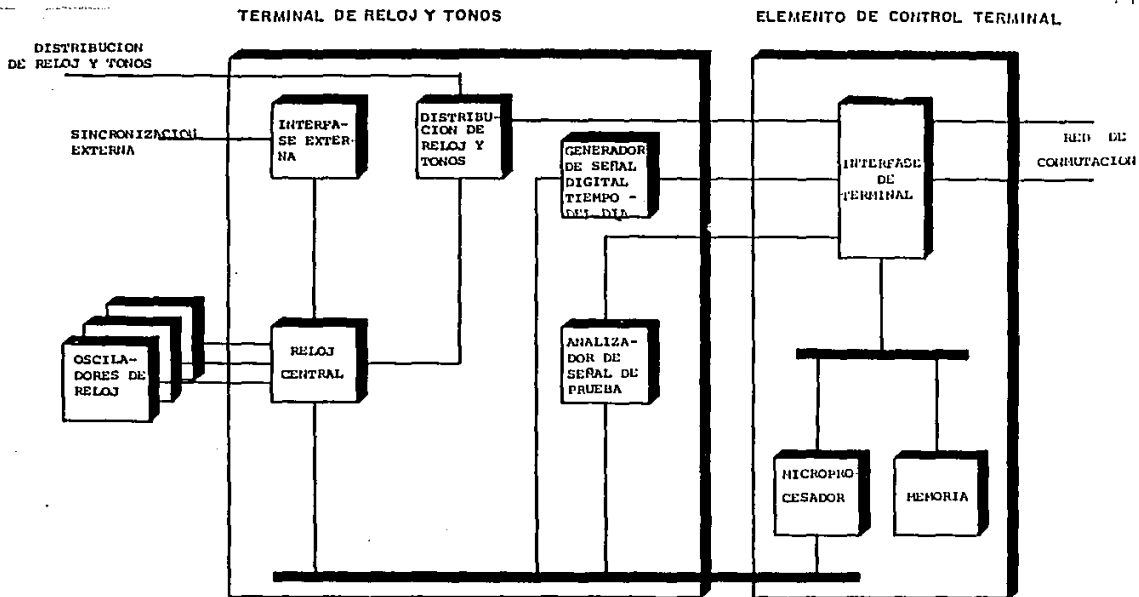 TERMINAL DE RELOJ Y TONOS
ELEMENTO DE CONTROL TERMINAL
DISTRIBUCION
DE RELOJ Y TONOS
SINCRONIZACION
EXTERNA
INTERFA-
SE EXTER-
NA
DISTRIBU-
CION DE
RELOJ Y
TONOS
GENERADOR
DE SEÑAL
DIGITAL
TIEMPO -
DEL DIA
INTERFASE
DE
TERMINAL
RED DE
CONMUTACION
OSCILA-
DORES DE
RELOJ
RELOJ
CENTRAL
ANALIZA-
DOR DE
SEÑAL DE
PRUEBA
MICROPRO-
CESADOR
MEMORIA